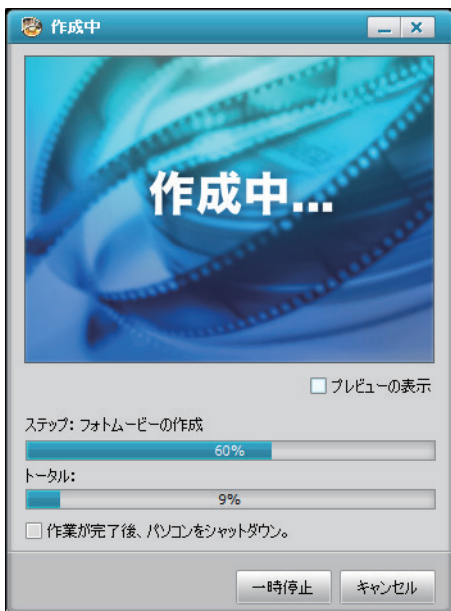 作成中
作成中...
プレビューの表示
ステップ: フォトムービーの作成
60%
トータル:
9%
作業が完了後、パソコンをシャットダウン。
一時停止 キャンセル